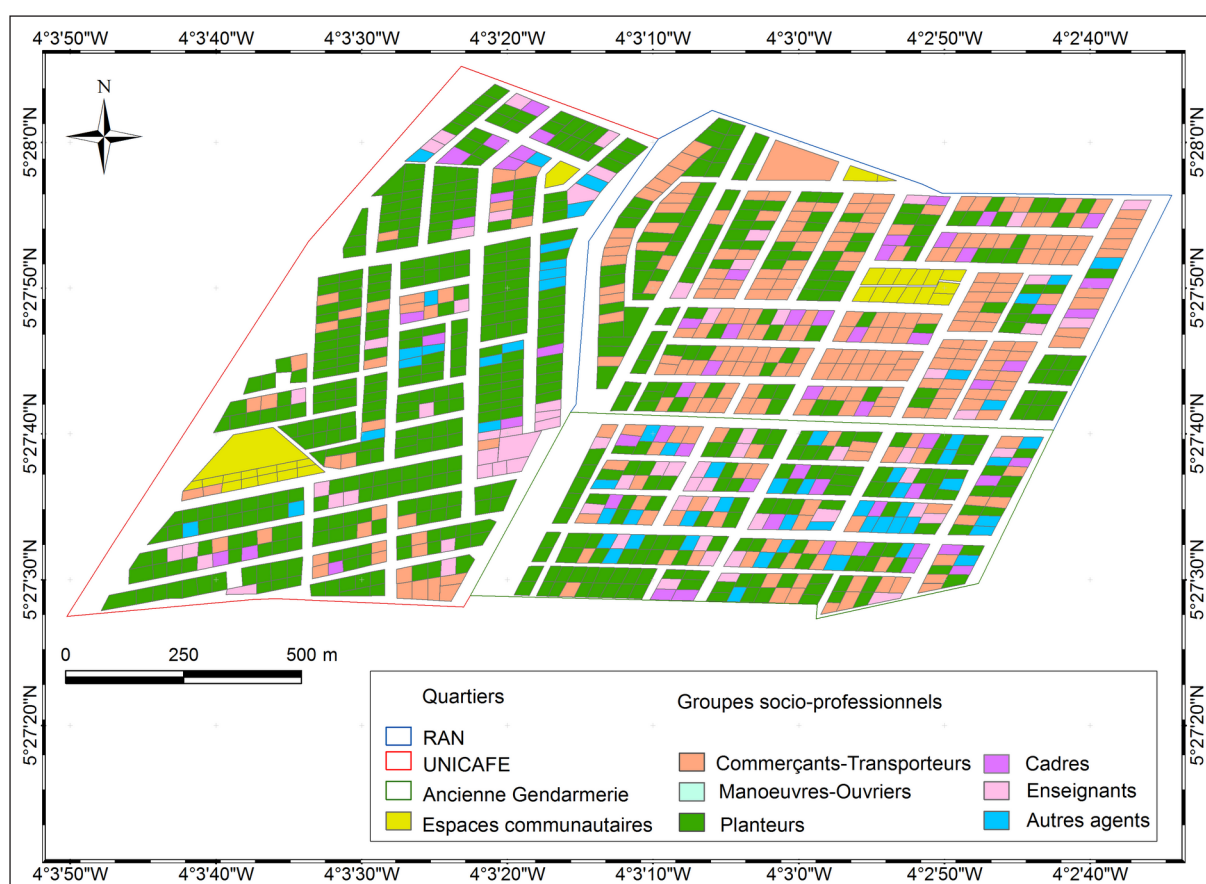 4°3'50"W 4°3'40"W 4°3'30"W 4°3'20"W 4°3'10"W 4°3'0"W 4°2'50"W 4°2'40"W
N
5°28'0"N 5°28'0"N
5°27'50"N 5°27'50"N
5°27'40"N 5°27'40"N
5°27'30"N 5°27'30"N
5°27'20"N 5°27'20"N
0 250 500 m
Quartiers
RAN
UNICAFE
Ancienne Gendarmerie
Espaces communautaires
Groupes socio-professionnels
Commerçants-Transporteurs
Manoeuvres-Ouvriers
Planteurs
Cadres
Enseignants
Autres agents
4°3'50"W 4°3'40"W 4°3'30"W 4°3'20"W 4°3'10"W 4°3'0"W 4°2'50"W 4°2'40"W